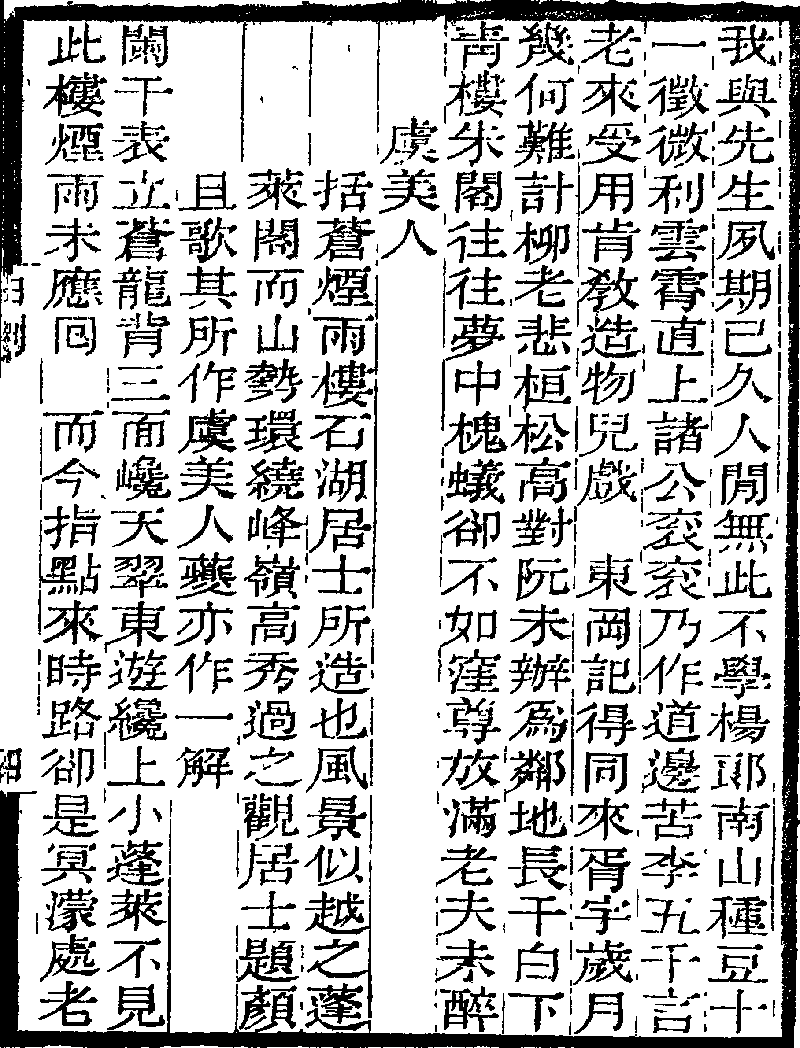 我與先生夙期已久人閒無此不學楊郎南山種豆十
一徵微利雲霄直上諸公衮衮乃作道邊苦李五千言
老來受用肯敎造物兒戲　東岡記得同來胥宇歲月
幾何難計柳老悲桓松高對阮未辦爲鄰地長干白下
靑樓朱閣往往夢中槐蟻卻不如窪尊放滿老夫未醉
虞美人
括蒼煙雨樓石湖居士所造也風景似越之蓬
萊閣而山勢環繞峰嶺高秀過之觀居士題顏
且歌其所作虞美人夔亦作一解
闌干表立蒼龍背三面巉天翠東遊纔上小蓬萊不見
此樓煙雨未應回　而今指點來時路卻是冥濛處老